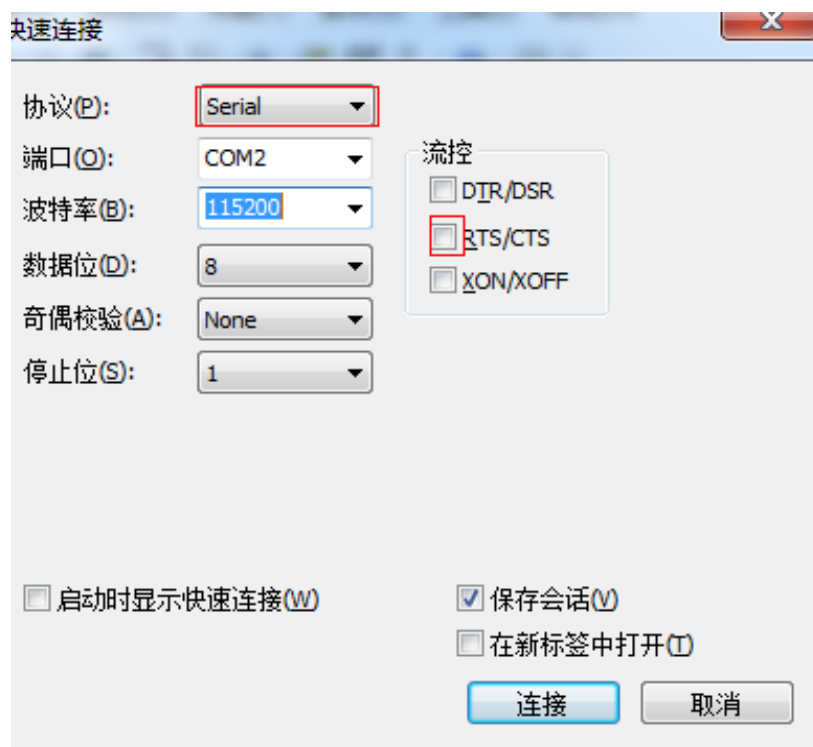 快速连接
协议(P): Serial
端口(O): COM2
波特率(B): 115200
数据位(D): 8
奇偶校验(A): None
停止位(S): 1
流控
DTR/DSR
RTS/CTS
XON/XOFF
启动时显示快速连接(W)
保存会话(V)
在新标签中打开(T)
连接
取消